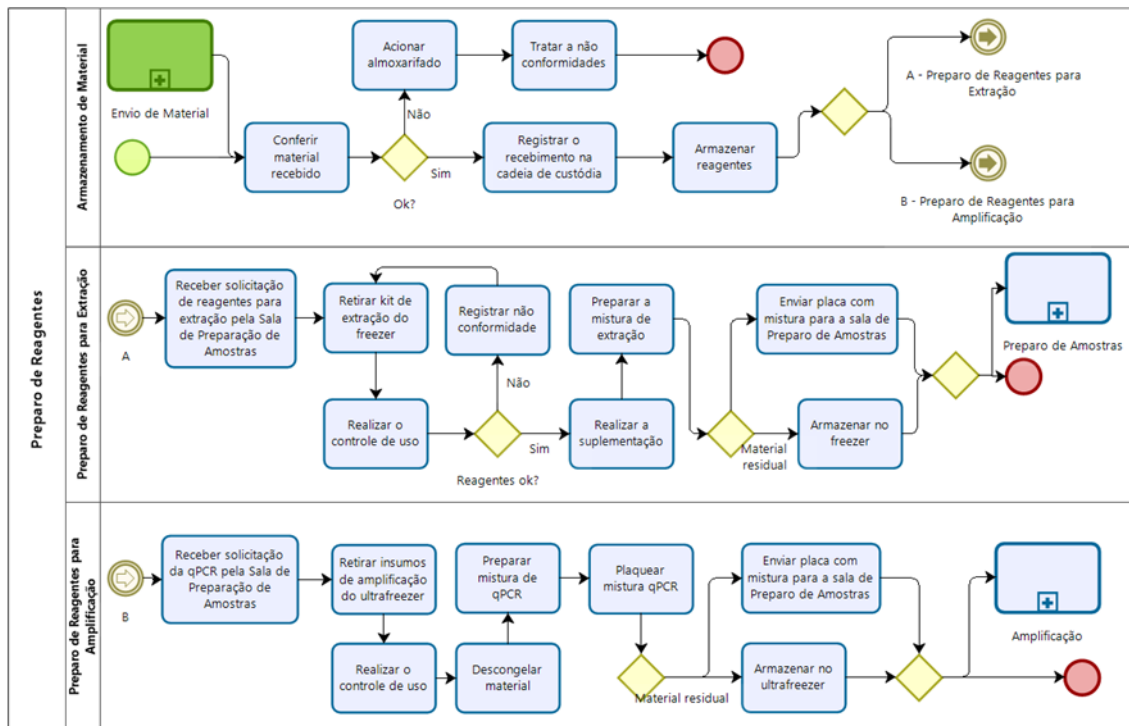 Preparo de Reagentes
Armazenamento de Material
Envio de Material
Conferir
material
recebido
Acionar
almoxarifado
Tratar a não
conformidades
Não
Sim
Ok?
Registrar o
recebimento na
cadeia de custódia
Armazenar
reagentes
A - Preparo de Reagentes para
Extração
B - Preparo de Reagentes para
Amplificação
Preparo de Reagentes para Extração
A
Receber solicitação
de reagentes para
extração pela Sala
de Preparação de
Amostras
Retirar kit de
extração do
freezer
Registrar não
conformidade
Realizar o
controle de uso
Não
Sim
Reagentes ok?
Preparar a
mistura de
extração
Realizar a
suplementação
Enviar placa com
mistura para a sala de
Preparo de Amostras
Material
residual
Armazenar no
freezer
Preparo de Amostras
Preparo de Reagentes para
Amplificação
B
Receber solicitação
da qPCR pela Sala de
Preparação de
Amostras
Retirar insumos
de amplificação
do ultrafreezer
Realizar o
controle de uso
Descongelar
material
Preparar
mistura de
qPCR
Plaquear
mistura qPCR
Enviar placa com
mistura para a sala de
Preparo de Amostras
Material residual
Armazenar no
ultrafreezer
Amplificação